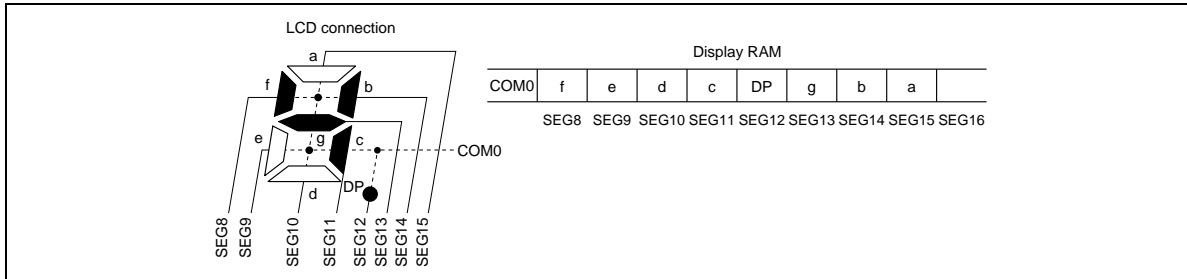 LCD connection
a
f
b
e
g
c
COM0
d
DP
SEG8
SEG9
SEG10
SEG11
SEG12
SEG13
SEG14
SEG15
Display RAM
COM0 f e d c DP g b a
SEG8 SEG9 SEG10 SEG11 SEG12 SEG13 SEG14 SEG15 SEG16